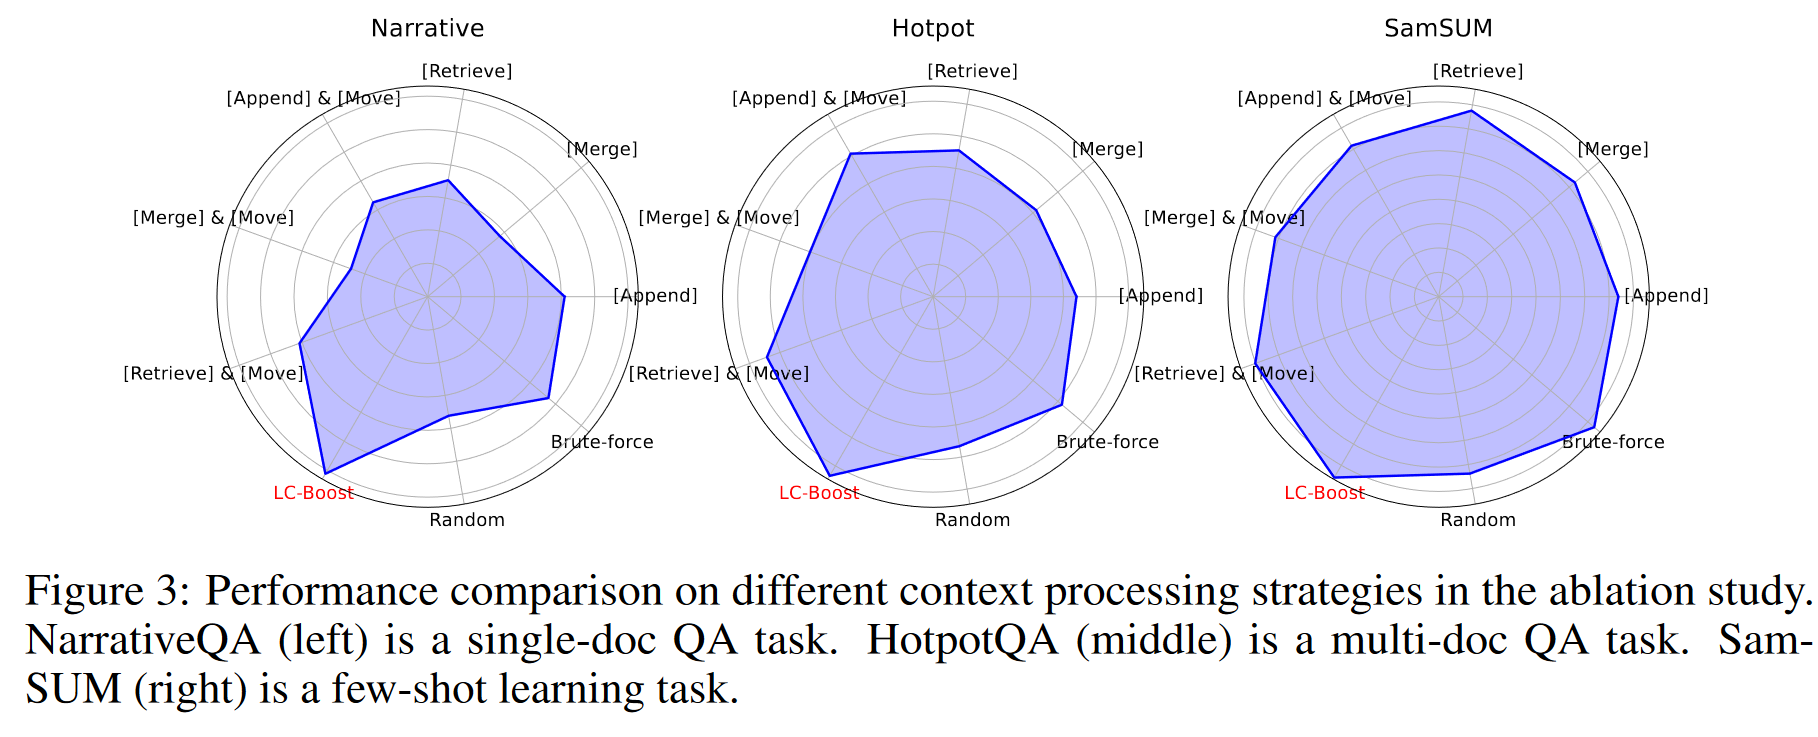 Narrative
[Retrieve]
[Append] & [Move]
[Merge]
[Merge] & [Move]
[Append]
[Retrieve] & [Move]
Brute-force
LC-Boost
Random
Hotpot
[Retrieve]
[Append] & [Move]
[Merge]
[Merge] & [Move]
[Append]
[Retrieve] & [Move]
Brute-force
LC-Boost
Random
SamSUM
[Retrieve]
[Append] & [Move]
[Merge]
[Merge] & [Move]
[Append]
[Retrieve] & [Move]
Brute-force
LC-Boost
Random
Figure 3: Performance comparison on different context processing strategies in the ablation study.
NarrativeQA (left) is a single-doc QA task. HotpotQA (middle) is a multi-doc QA task. Sam-
SUM (right) is a few-shot learning task.